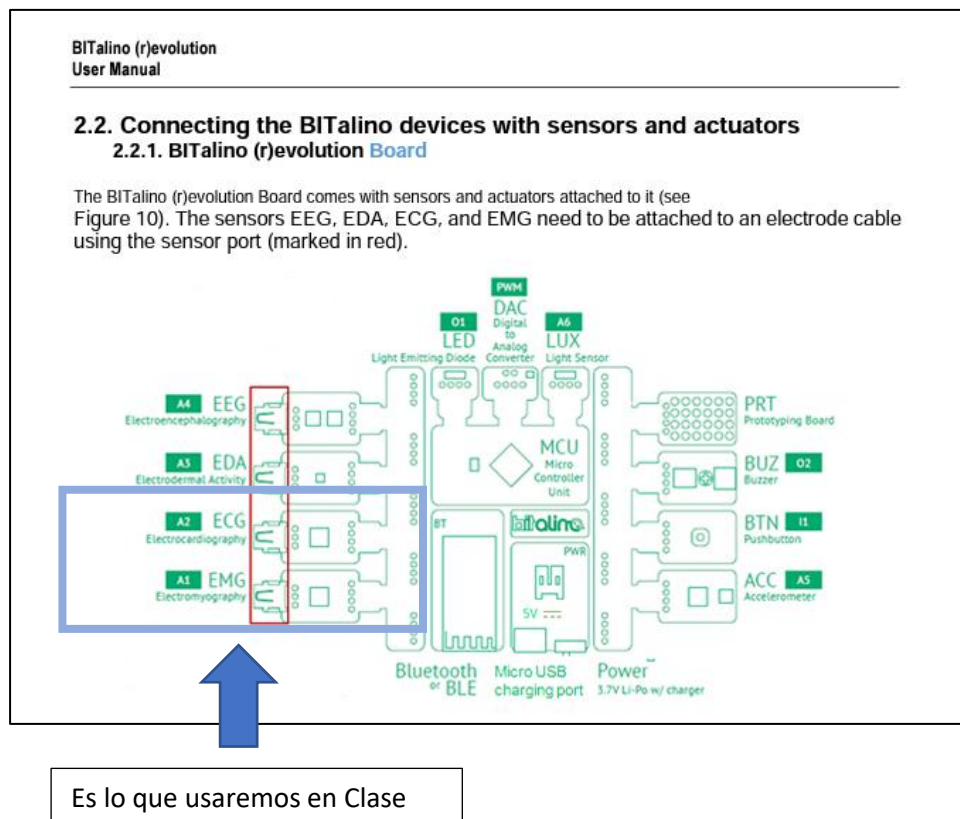 BITalino (r)evolution
User Manual
2.2. Connecting the BITalino devices with sensors and actuators
2.2.1. BITalino (r)evolution Board
The BITalino (r)evolution Board comes with sensors and actuators attached to it (see
Figure 10). The sensors EEG, EDA, ECG, and EMG need to be attached to an electrode cable
using the sensor port (marked in red).
PWM
DAC
Digital
to
Analog
Converter
O1
LED
Light Emitting Diode
A6
LUX
Light Sensor
A4 EEG
Electroencephalography
A3 EDA
Electrodermal Activity
A2 ECG
Electrocardiography
A1 EMG
Electromyography
MCU
Micro
Controller
Unit
BT
bitalino
PWR
5V
PRT
Prototyping Board
BUZ O2
Buzzer
BTN I1
Pushbutton
ACC A5
Accelerometer
Bluetooth
or BLE
Micro USB
charging port
Power
3.7V Li-Po w/ charger
Es lo que usaremos en Clase